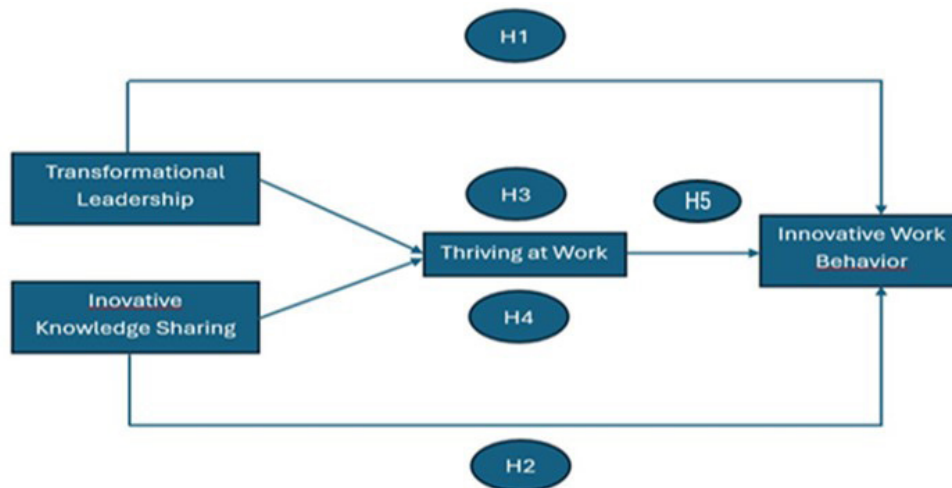 H1
Transformational
Leadership
H3
H5
Thriving at Work
Innovative Work
Behavior
Inovative
Knowledge Sharing
H4
H2